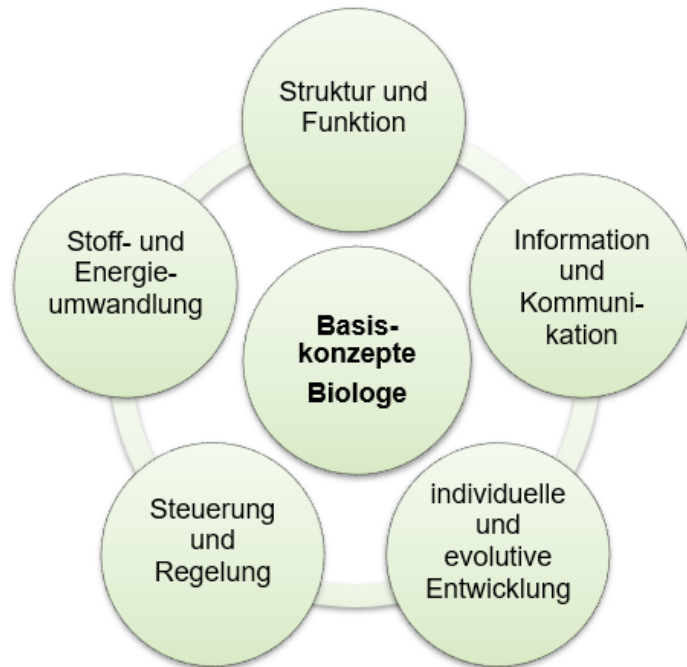 Struktur und
Funktion
Information
und
Kommuni-
kation
individuelle
und
evolutive
Entwicklung
Steuerung
und
Regelung
Stoff- und
Energie-
umwandlung
Basis-
konzepte
Biologe